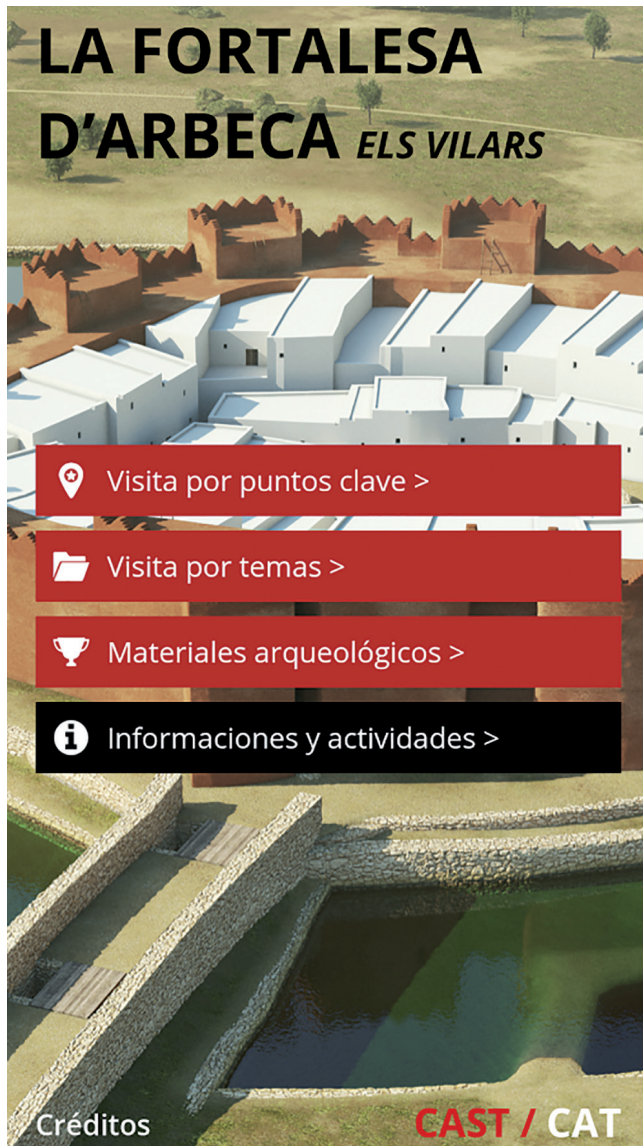 LA FORTALESA
D'ARBECA ELS VILARS
Visita por puntos clave >
Visita por temas >
Materiales arqueológicos >
Informaciones y actividades >
Créditos
CAST / CAT